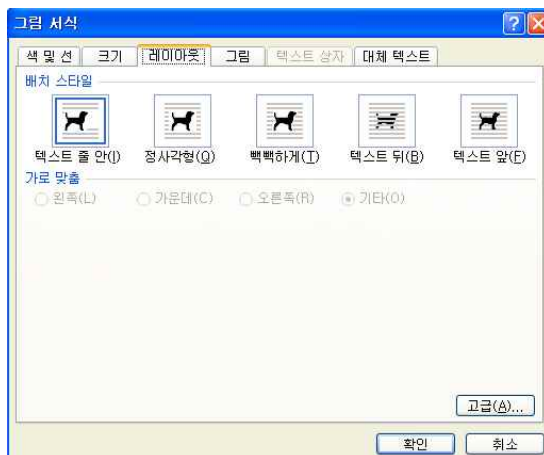 그림 서식
색 및 선 크기 레이아웃 그림 텍스트 상자 대체 텍스트
배치 스타일
텍스트 줄 안(I) 정사각형(Q) 빽빽하게(T) 텍스트 뒤(B) 텍스트 앞(F)
가로 맞춤
왼쪽(L) 가운데(C) 오른쪽(R) 기타(O)
고급(A)...
확인 취소